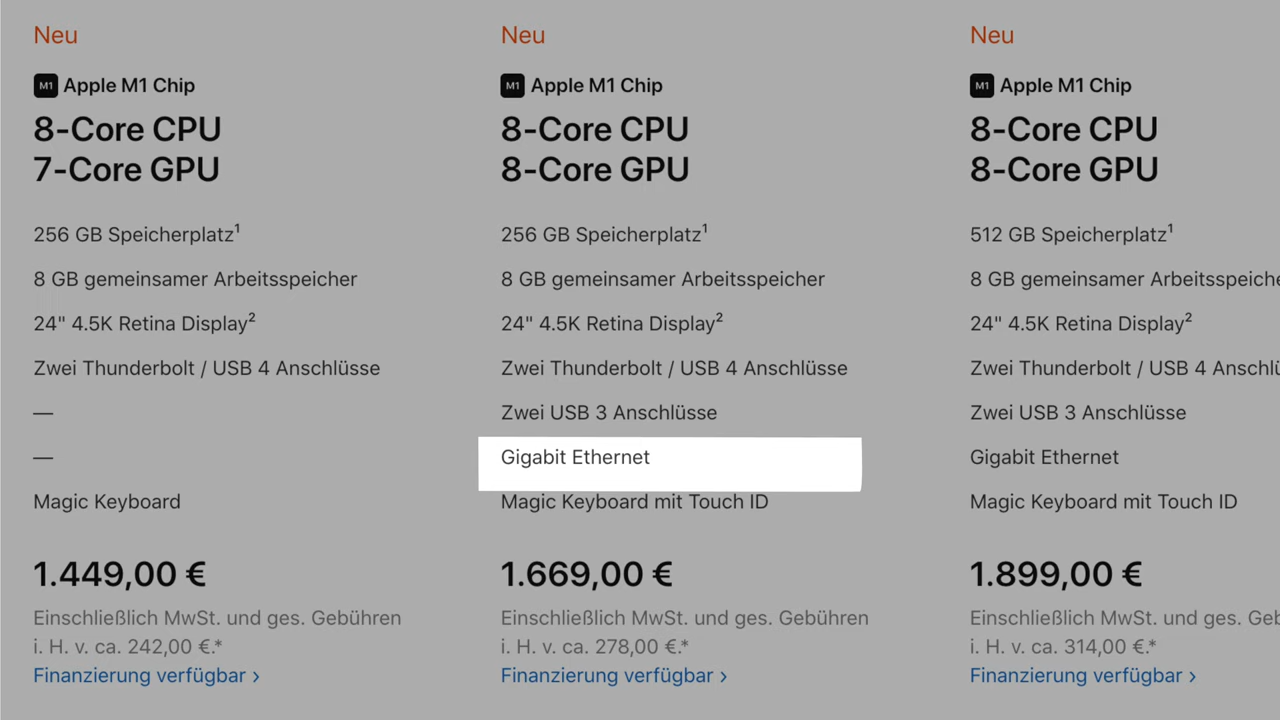 Neu
M1 Apple M1 Chip
8-Core CPU
7-Core GPU
256 GB Speicherplatz¹
8 GB gemeinsamer Arbeitsspeicher
24" 4.5K Retina Display²
Zwei Thunderbolt / USB 4 Anschlüsse
—
—
Magic Keyboard
1.449,00 €
Einschließlich MwSt. und ges. Gebühren
i. H. v. ca. 242,00 €.*
Finanzierung verfügbar ›
Neu
M1 Apple M1 Chip
8-Core CPU
8-Core GPU
256 GB Speicherplatz¹
8 GB gemeinsamer Arbeitsspeicher
24" 4.5K Retina Display²
Zwei Thunderbolt / USB 4 Anschlüsse
Zwei USB 3 Anschlüsse
Gigabit Ethernet
Magic Keyboard mit Touch ID
1.669,00 €
Einschließlich MwSt. und ges. Gebühren
i. H. v. ca. 278,00 €.*
Finanzierung verfügbar ›
Neu
M1 Apple M1 Chip
8-Core CPU
8-Core GPU
512 GB Speicherplatz¹
8 GB gemeinsamer Arbeitsspeiche
24" 4.5K Retina Display²
Zwei Thunderbolt / USB 4 Anschlü
Zwei USB 3 Anschlüsse
Gigabit Ethernet
Magic Keyboard mit Touch ID
1.899,00 €
Einschließlich MwSt. und ges. Geb
i. H. v. ca. 314,00 €.*
Finanzierung verfügbar ›